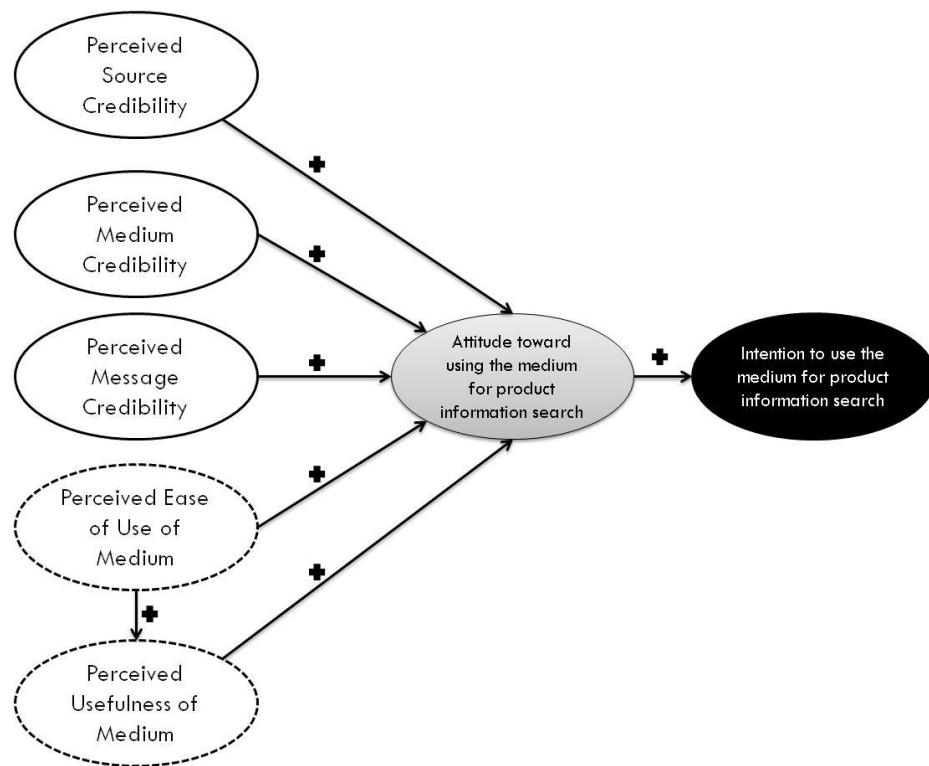 Perceived
Source
Credibility
Perceived
Medium
Credibility
Perceived
Message
Credibility
Perceived Ease
of Use of
Medium
Perceived
Usefulness of
Medium
Attitude toward
using the medium
for product
information search
Intention to use the
medium for product
information search